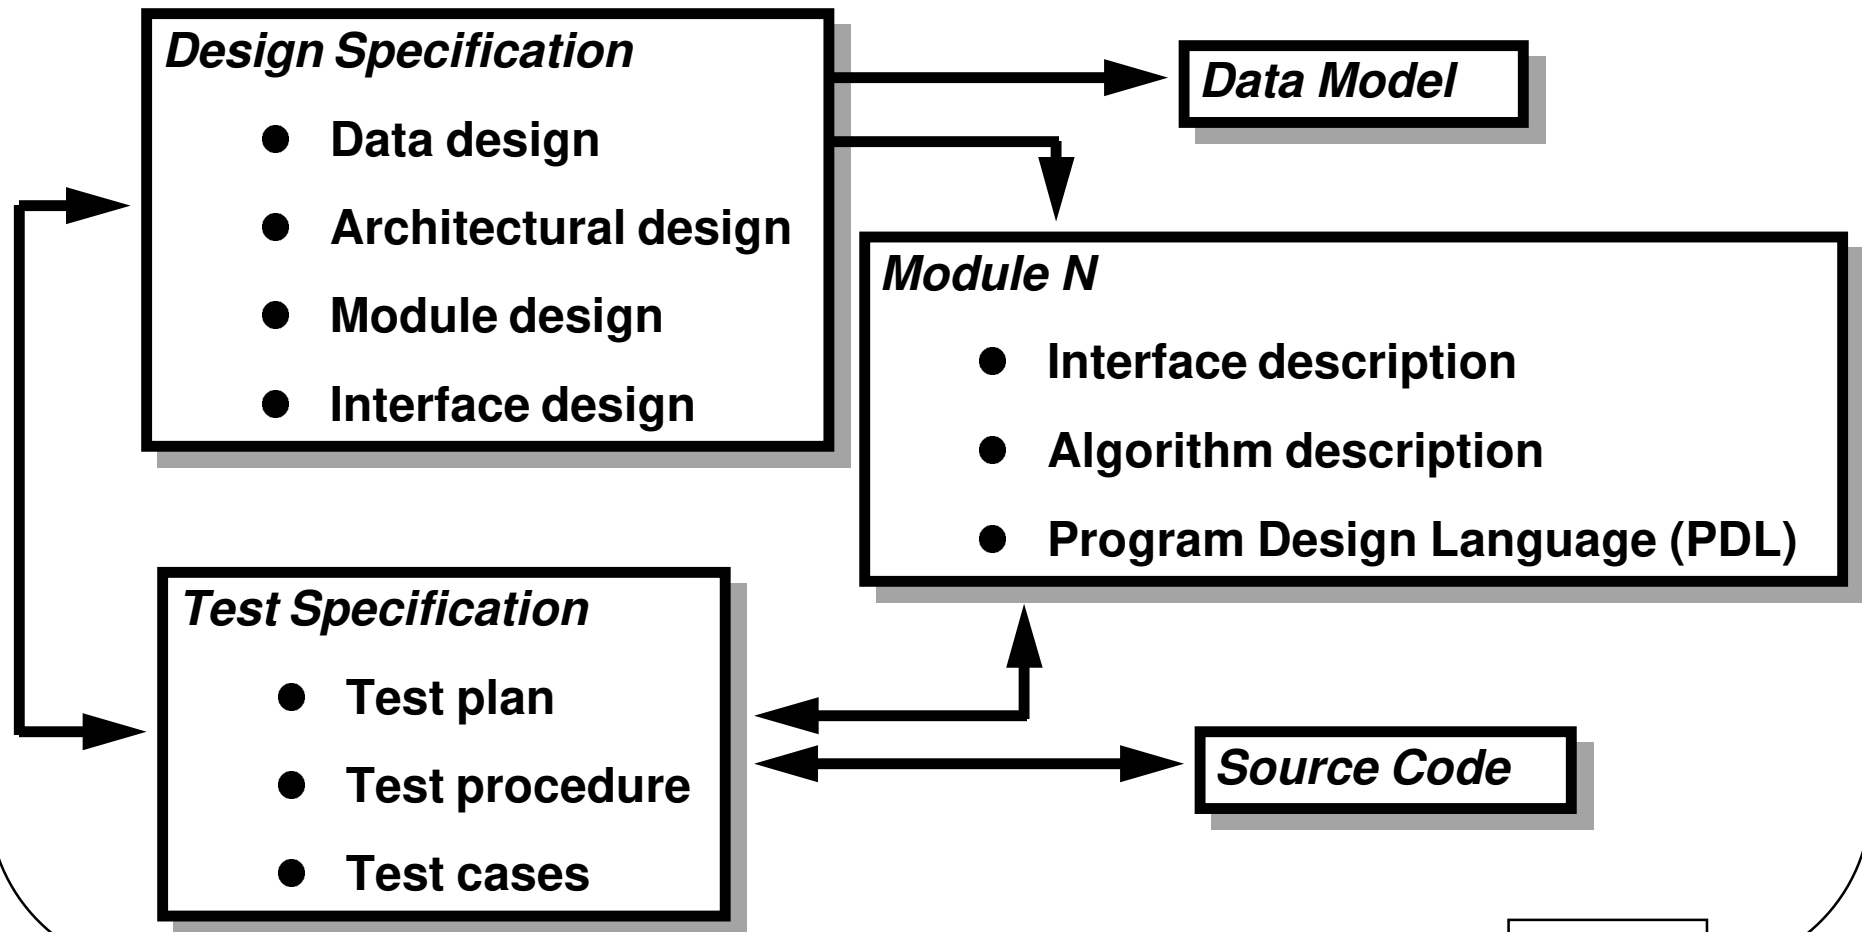 Design Specification
● Data design
● Architectural design
● Module design
● Interface design
Data Model
Module N
● Interface description
● Algorithm description
● Program Design Language (PDL)
Test Specification
● Test plan
● Test procedure
● Test cases
Source Code